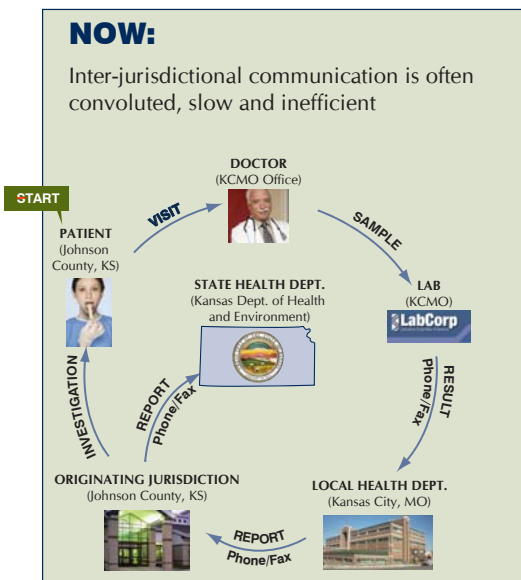 NOW:
Inter-jurisdictional communication is often
convoluted, slow and inefficient
START
PATIENT
(Johnson
County, KS)
VISIT
DOCTOR
(KCMO Office)
SAMPLE
LAB
(KCMO)
LabCorp
RESULT
Phone/Fax
LOCAL HEALTH DEPT.
(Kansas City, MO)
REPORT
Phone/Fax
ORIGINATING JURISDICTION
(Johnson County, KS)
REPORT
Phone/Fax
STATE HEALTH DEPT.
(Kansas Dept. of Health
and Environment)
INVESTIGATION